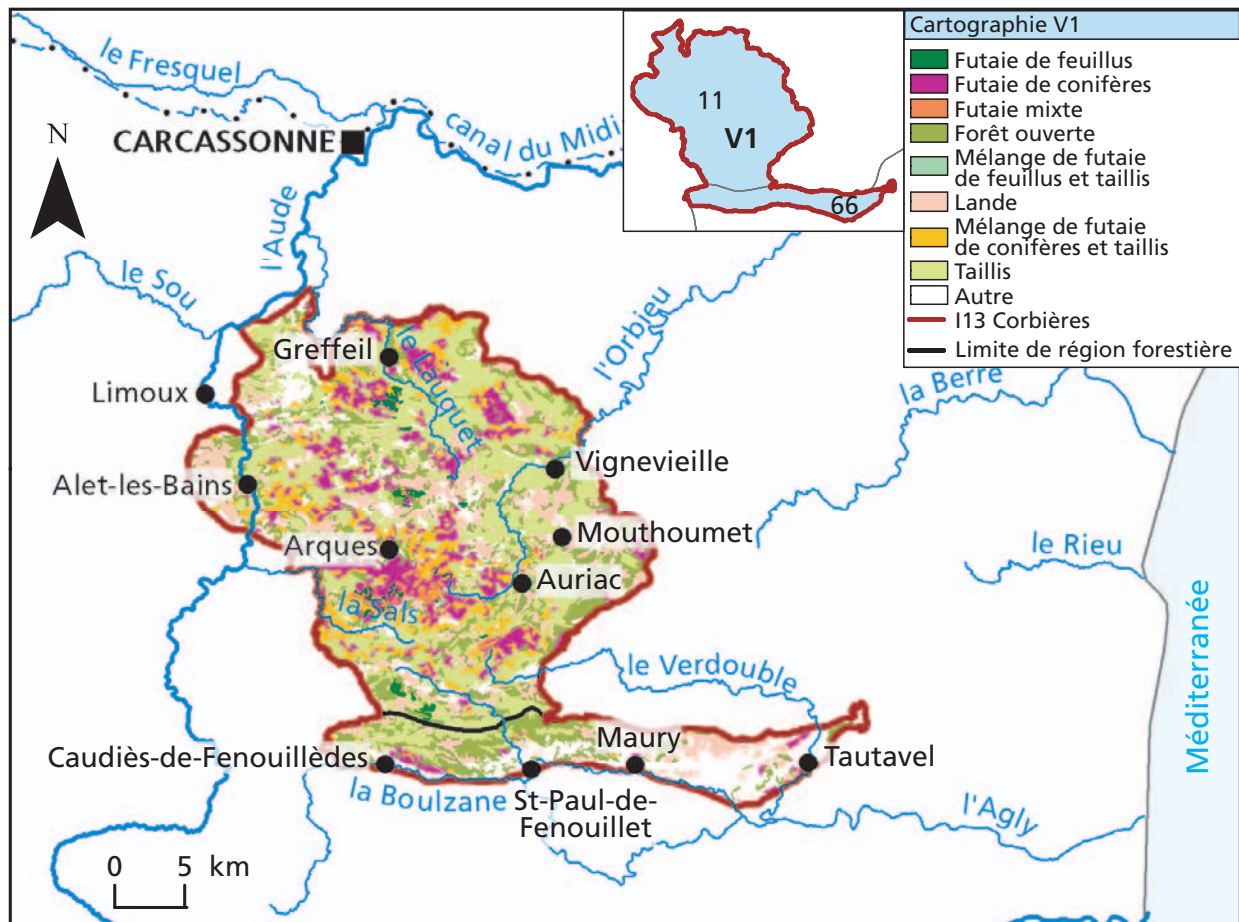 Cartographie V1
Futaie de feuillus
Futaie de conifères
Futaie mixte
Forêt ouverte
Mélange de futaie
de feuillus et taillis
Lande
Mélange de futaie
de conifères et taillis
Taillis
Autre
I13 Corbières
Limite de région forestière
11
V1
66
le Fresquel
N
CARCASSONNE
canal du Midi
l'Aude
le Sou
l'Orbieu
Greffeil
le Lauquet
Limoux
la Berre
Vignevieille
Alet-les-Bains
Mouthoumet
Arques
le Rieu
Auriac
la Sals
Méditerranée
le Verdouble
Maury
Caudiès-de-Fenouillèdes
Tautavel
la Boulzane
St-Paul-de-
Fenouillet
l'Agly
0 5 km